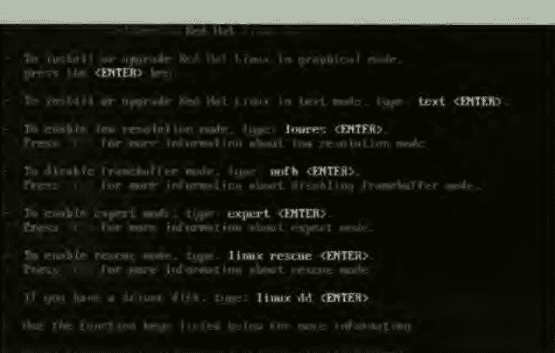 Red Hat
- To install or upgrade Red Hat Linux in graphical mode,
press the <ENTER> key.
- To install or upgrade Red Hat Linux in text mode, type: text <ENTER>.
- To enable low resolution mode, type: lowres <ENTER>.
Press for more information about low resolution mode.
- To disable framebuffer mode, type: nofb <ENTER>.
Press for more information about disabling framebuffer mode.
- To enable expert mode, type: expert <ENTER>.
Press for more information about expert mode.
- To enable rescue mode, type: linux rescue <ENTER>.
Press for more information about rescue mode.
- If you have a driver disk, type: linux dd <ENTER>.
- Use the function keys listed below for more information.